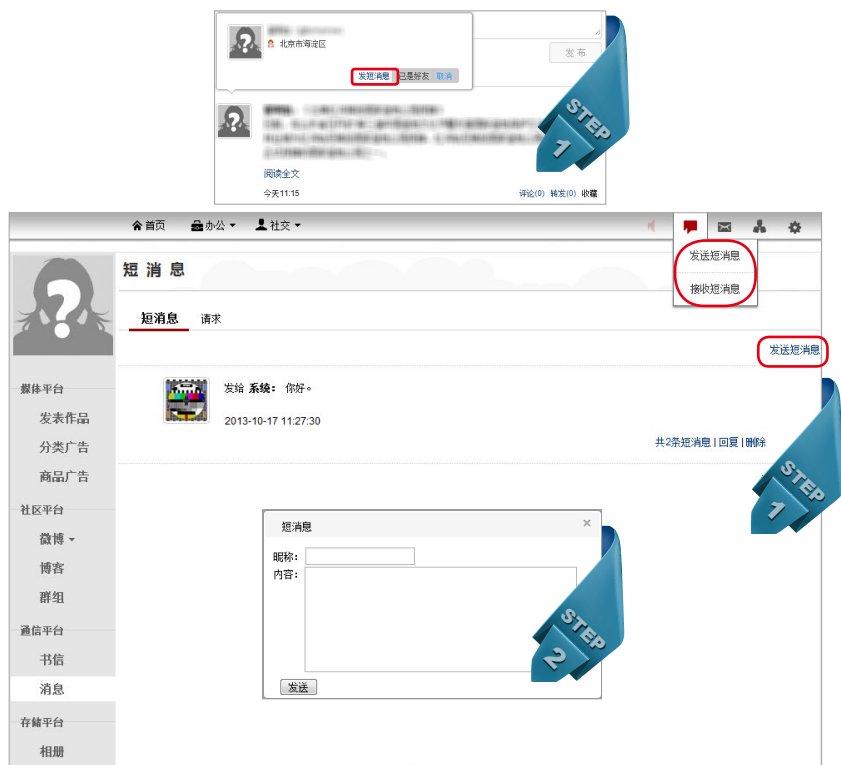 北京市海淀区
发布
发短消息 已是好友 取消
阅读全文
今天11:15
评论(0) 转发(0) 收藏
STEP
1
首页 办公 社交
发送短消息
接收短消息
短消息
短消息 请求
发送短消息
发给 系统： 你好。
2013-10-17 11:27:30
共2条短消息 | 回复 | 删除
STEP
1
媒体平台
发表作品
分类广告
商品广告
社区平台
微博
博客
群组
通信平台
书信
消息
存储平台
相册
短消息 ×
昵称：
内容：
发送
STEP
2